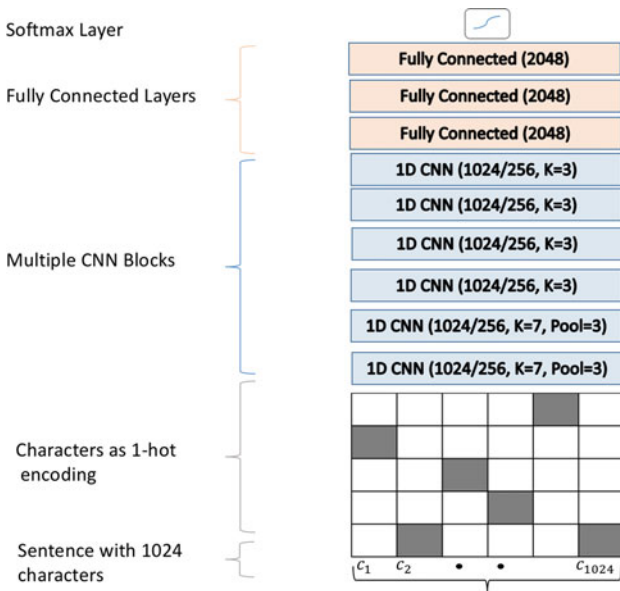 Softmax Layer
Fully Connected (2048)
Fully Connected Layers
Fully Connected (2048)
Fully Connected (2048)
1D CNN (1024/256, K=3)
1D CNN (1024/256, K=3)
1D CNN (1024/256, K=3)
Multiple CNN Blocks
1D CNN (1024/256, K=3)
1D CNN (1024/256, K=7, Pool=3)
1D CNN (1024/256, K=7, Pool=3)
Characters as 1-hot
encoding
Sentence with 1024
characters
c₁ c₂ • • c₁₀₂₄